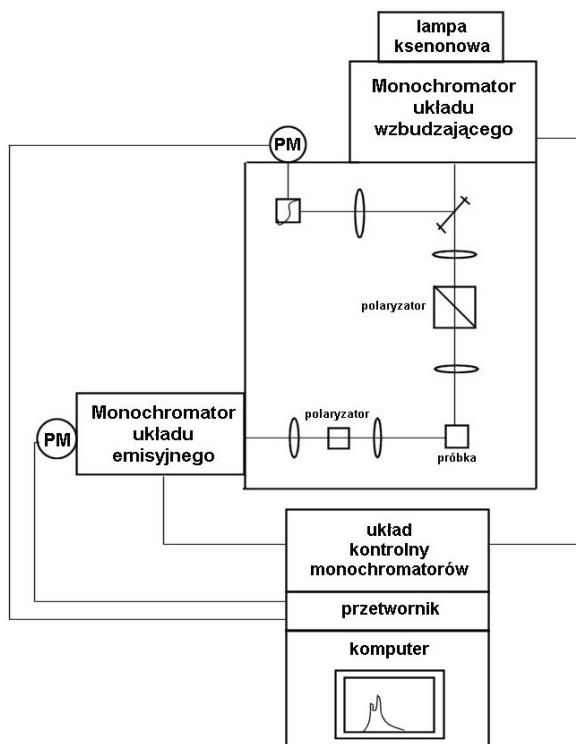 lampa
ksenonowa
Monochromator
układu
wzbudzającego
PM
polaryzator
polaryzator
próbka
Monochromator
układu
emisyjnego
PM
układ
kontrolny
monochromatorów
przetwornik
komputer